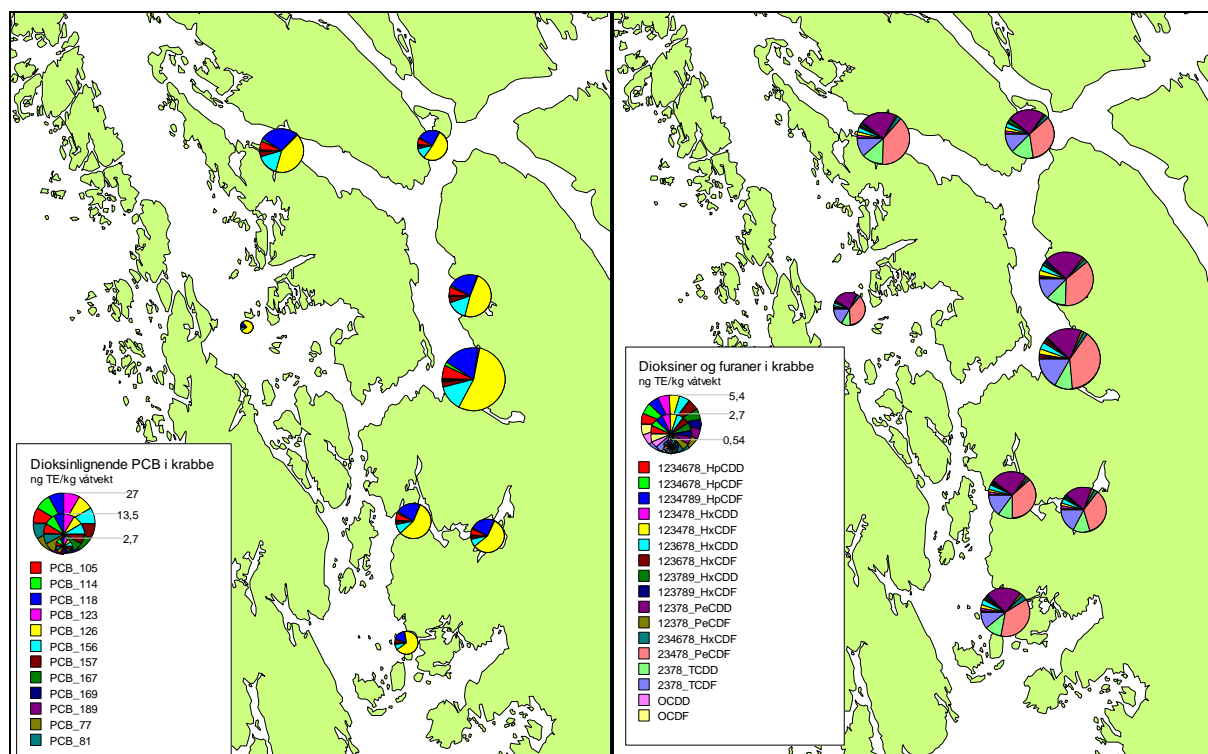 Dioksinlignende PCB i krabbe
ng TE/kg våtvekt
27
13,5
2,7
PCB_105
PCB_114
PCB_118
PCB_123
PCB_126
PCB_156
PCB_157
PCB_167
PCB_169
PCB_189
PCB_77
PCB_81
Dioksiner og furaner i krabbe
ng TE/kg våtvekt
5,4
2,7
0,54
1234678_HpCDD
1234678_HpCDF
1234789_HpCDF
123478_HxCDD
123478_HxCDF
123678_HxCDD
123678_HxCDF
123789_HxCDD
123789_HxCDF
12378_PeCDD
12378_PeCDF
234678_HxCDF
23478_PeCDF
2378_TCDD
2378_TCDF
OCDD
OCDF